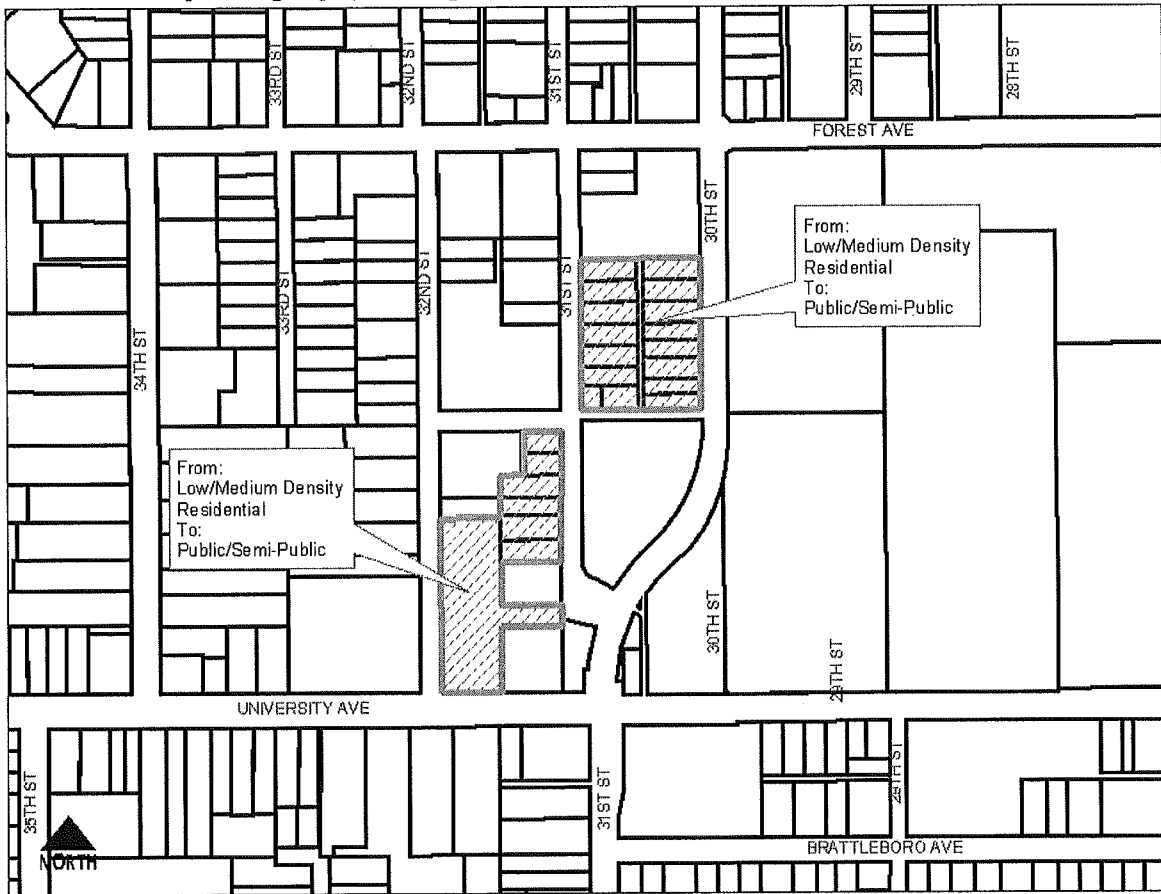 33RD ST
32ND ST
31ST ST
29TH ST
28TH ST
FOREST AVE
30TH ST
From:
Low/Medium Density
Residential
To:
Public/Semi-Public
34TH ST
33RD ST
32ND ST
31ST ST
From:
Low/Medium Density
Residential
To:
Public/Semi-Public
30TH ST
29TH ST
UNIVERSITY AVE
35TH ST
31ST ST
29TH ST
NORTH
BRATTLEBORO AVE